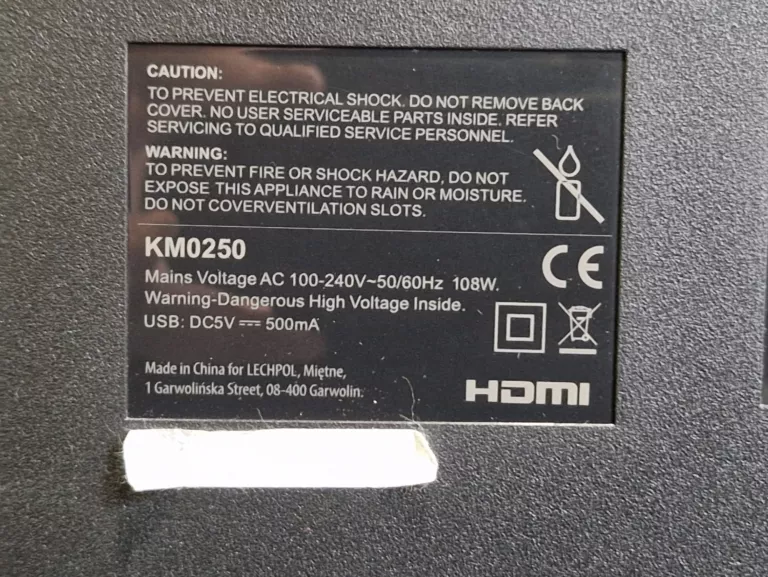 CAUTION:
TO PREVENT ELECTRICAL SHOCK. DO NOT REMOVE BACK
COVER. NO USER SERVICEABLE PARTS INSIDE. REFER
SERVICING TO QUALIFIED SERVICE PERSONNEL.
WARNING:
TO PREVENT FIRE OR SHOCK HAZARD, DO NOT
EXPOSE THIS APPLIANCE TO RAIN OR MOISTURE.
DO NOT COVERVENTILATION SLOTS.
KM0250
Mains Voltage AC 100-240V~50/60Hz 108W.
Warning-Dangerous High Voltage Inside.
USB: DC5V ⎓ 500mA
CE
Made in China for LECHPOL, Miętne,
1 Garwolińska Street, 08-400 Garwolin.
HDMI